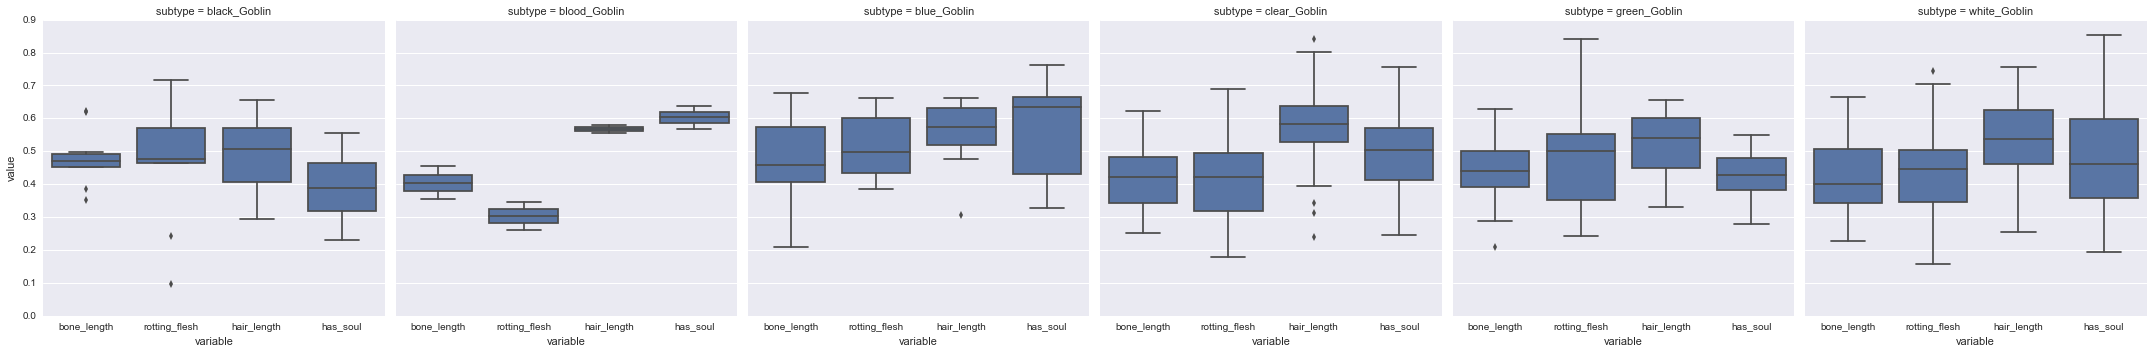 subtype = black_Goblin
subtype = blood_Goblin
subtype = blue_Goblin
subtype = clear_Goblin
subtype = green_Goblin
subtype = white_Goblin
value
0.9
0.8
0.7
0.6
0.5
0.4
0.3
0.2
0.1
0.0
bone_length rotting_flesh hair_length has_soul
variable
bone_length rotting_flesh hair_length has_soul
variable
bone_length rotting_flesh hair_length has_soul
variable
bone_length rotting_flesh hair_length has_soul
variable
bone_length rotting_flesh hair_length has_soul
variable
bone_length rotting_flesh hair_length has_soul
variable